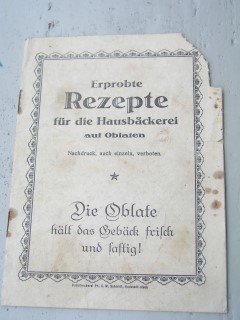 Erprobte
Rezepte
für die Hausbäckerei
auf Oblaten
Nachdruck, auch einzeln, verboten.
*
Die Oblate
hält das Gebäck frisch
und saftig!